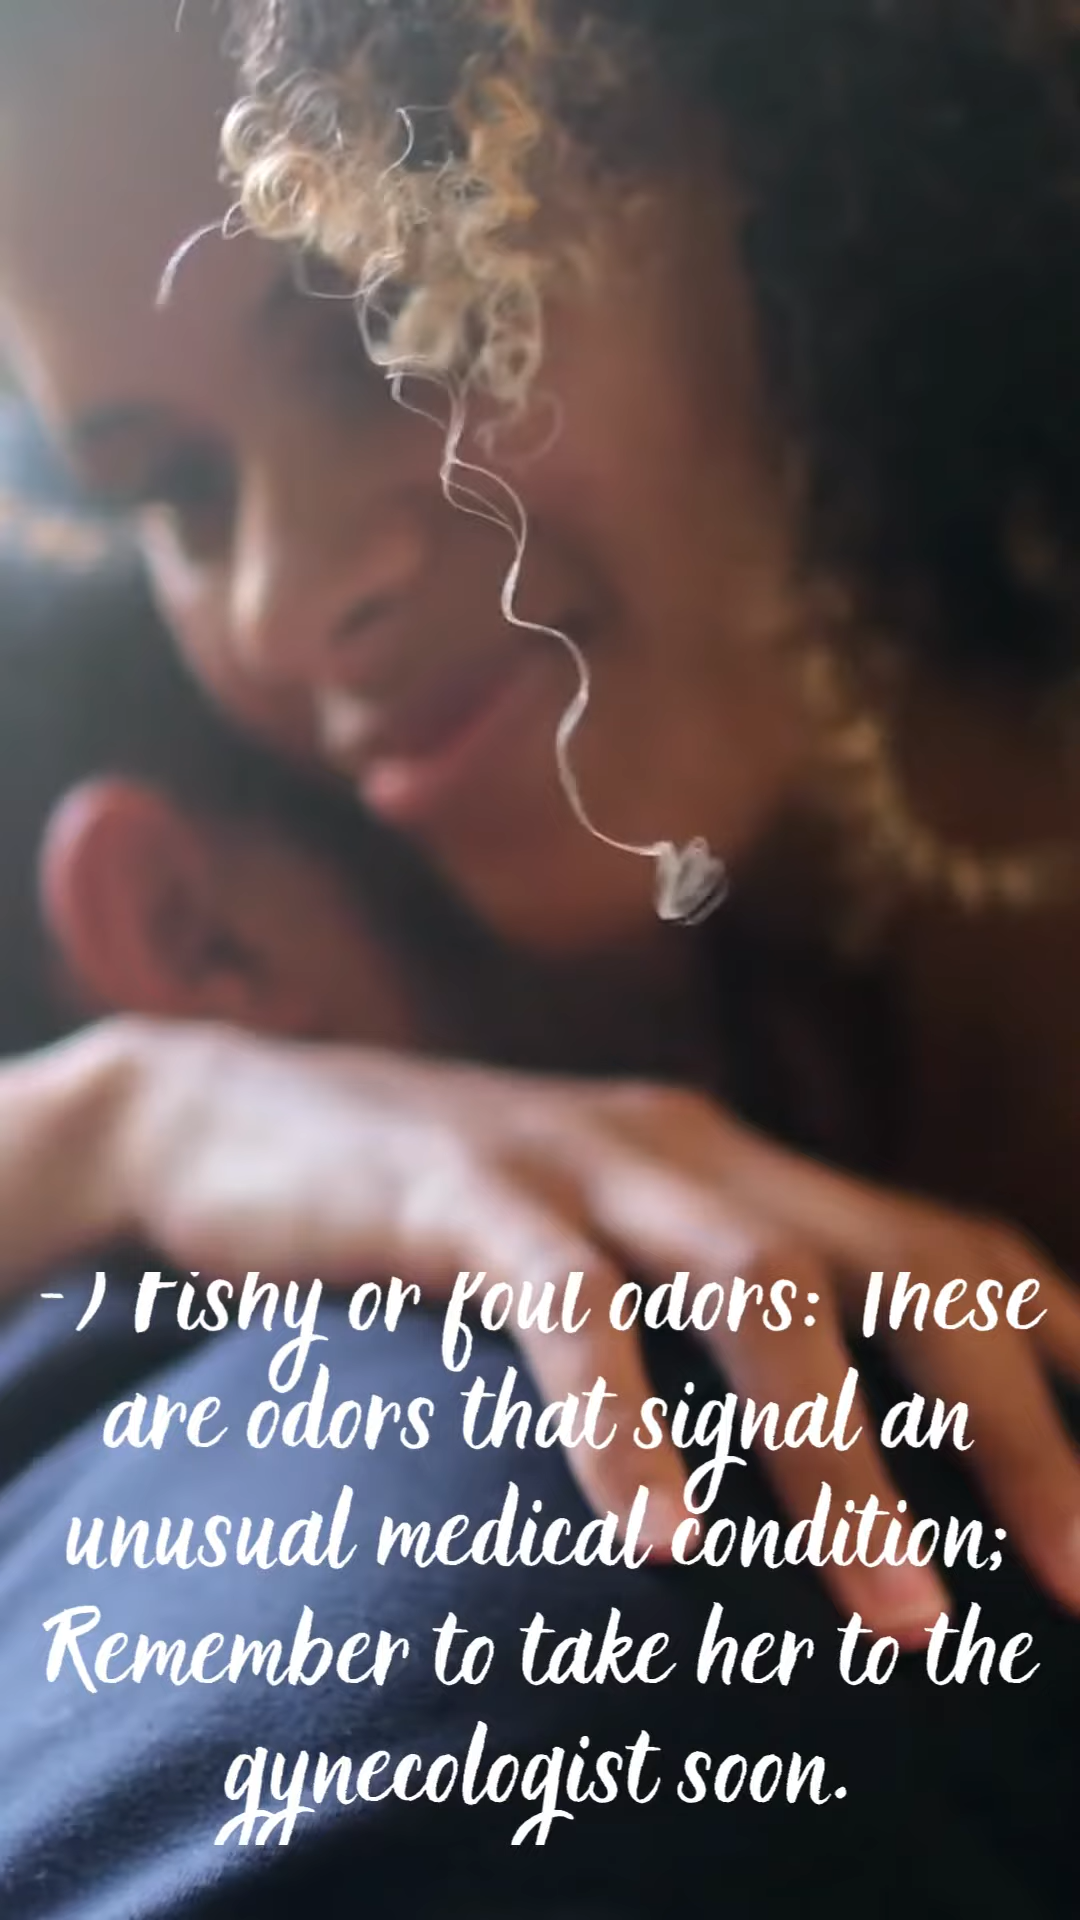 -) Fishy or foul odors: These
are odors that signal an
unusual medical condition;
Remember to take her to the
gynecologist soon.